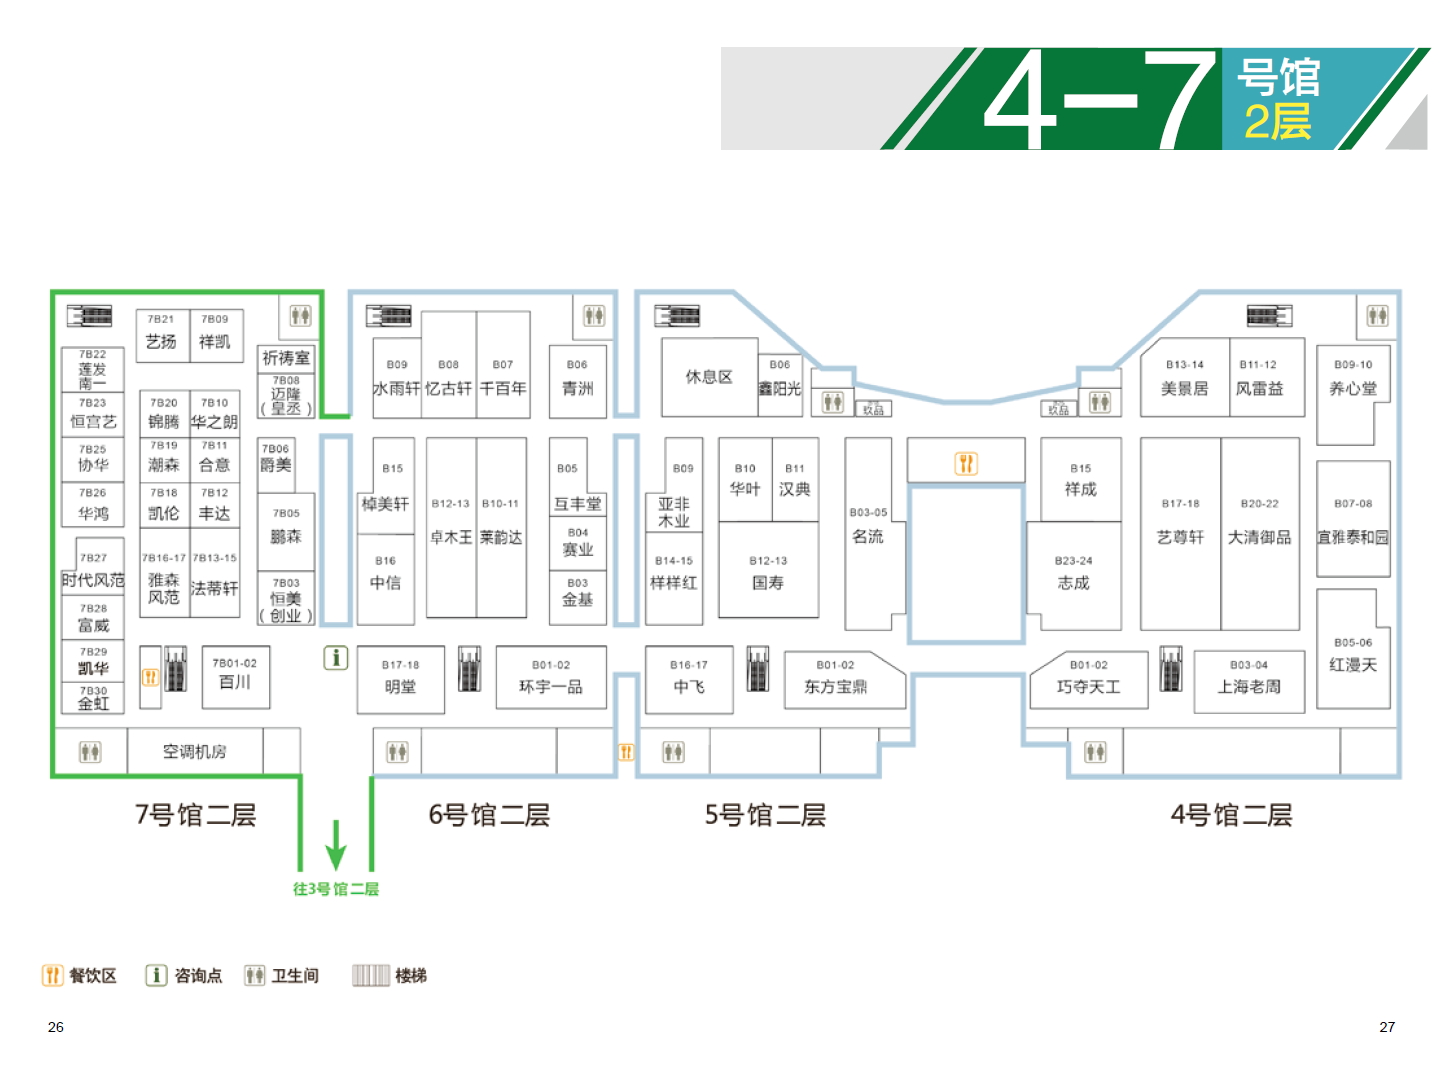 4-7
号馆
2层
7B21
艺扬
7B09
祥凯
7B22
莲发
南一
7B23
恒宫艺
7B25
协华
7B26
华鸿
7B27
时代风范
7B28
富威
7B29
凯华
7B30
金虹
7B20
锦腾
7B10
华之朗
7B19
潮森
7B11
合意
7B18
凯伦
7B12
丰达
7B16-17
雅森
风范
7B13-15
法蒂轩
祈祷室
7B08
迈隆
(皇丞)
7B06
爵美
7B05
鹏森
7B03
恒美
(创业)
7B01-02
百川
空调机房
7号馆二层
B09
水雨轩
B08
忆古轩
B07
千百年
B06
青洲
B15
棹美轩
B16
中信
B12-13
卓木王
B10-11
莱韵达
B05
互丰堂
B04
赛业
B03
金基
B17-18
明堂
B01-02
环宇一品
6号馆二层
休息区
B06
鑫阳光
玖品
B09
亚非
木业
B10
华叶
B11
汉典
B03-05
名流
B14-15
样样红
B12-13
国寿
B16-17
中飞
B01-02
东方宝鼎
5号馆二层
玖品
B13-14
美景居
B11-12
风雷益
B09-10
养心堂
B15
祥成
B23-24
志成
B17-18
艺尊轩
B20-22
大清御品
B07-08
宜雅泰和园
B05-06
红漫天
B01-02
巧夺天工
B03-04
上海老周
4号馆二层
往3号馆二层
餐饮区
咨询点
卫生间
楼梯
26
27